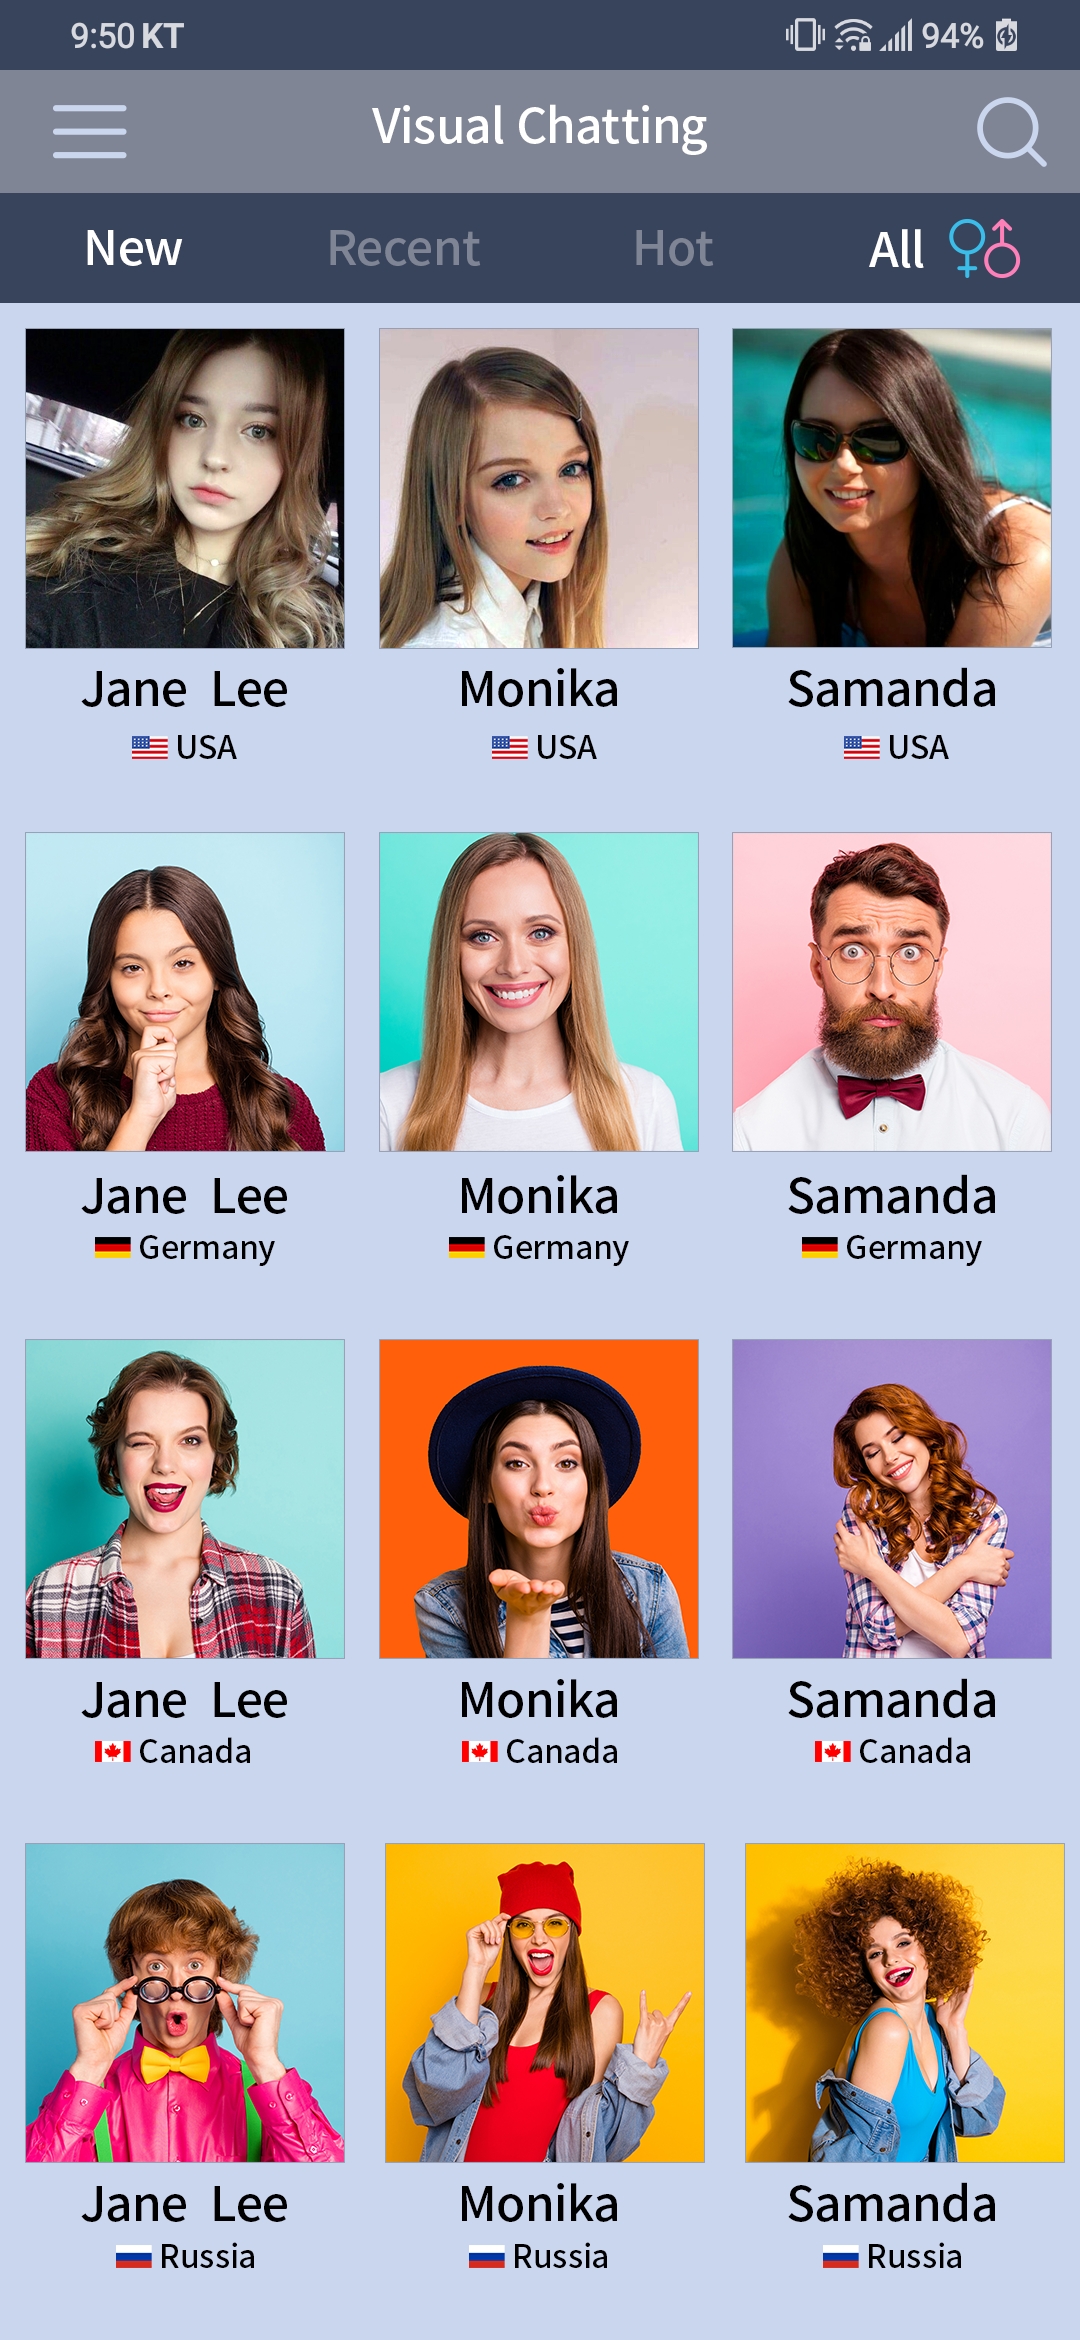 9:50 KT 94%
Visual Chatting
New Recent Hot All
Jane Lee Monika Samanda
USA USA USA
Jane Lee Monika Samanda
Germany Germany Germany
Jane Lee Monika Samanda
Canada Canada Canada
Jane Lee Monika Samanda
Russia Russia Russia